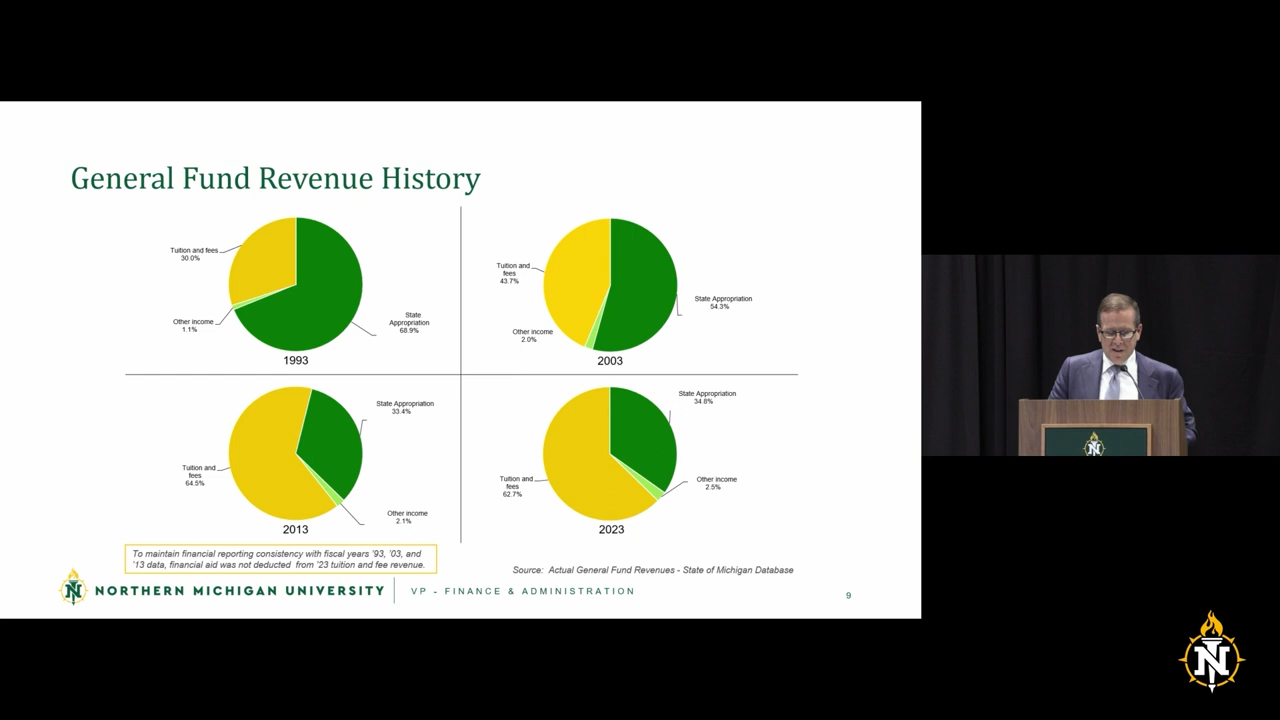 General Fund Revenue History
Tuition and fees
30.0%
Other income
1.1%
State
Appropriation
68.9%
1993
Tuition and
fees
43.7%
Other income
2.0%
State Appropriation
54.3%
2003
State Appropriation
33.4%
Tuition and
fees
64.5%
Other income
2.1%
2013
State Appropriation
34.8%
Tuition and
fees
62.7%
Other income
2.5%
2023
To maintain financial reporting consistency with fiscal years '93, '03, and
'13 data, financial aid was not deducted from '23 tuition and fee revenue.
Source: Actual General Fund Revenues - State of Michigan Database
N
NORTHERN MICHIGAN UNIVERSITY
VP - FINANCE & ADMINISTRATION
9
N
N